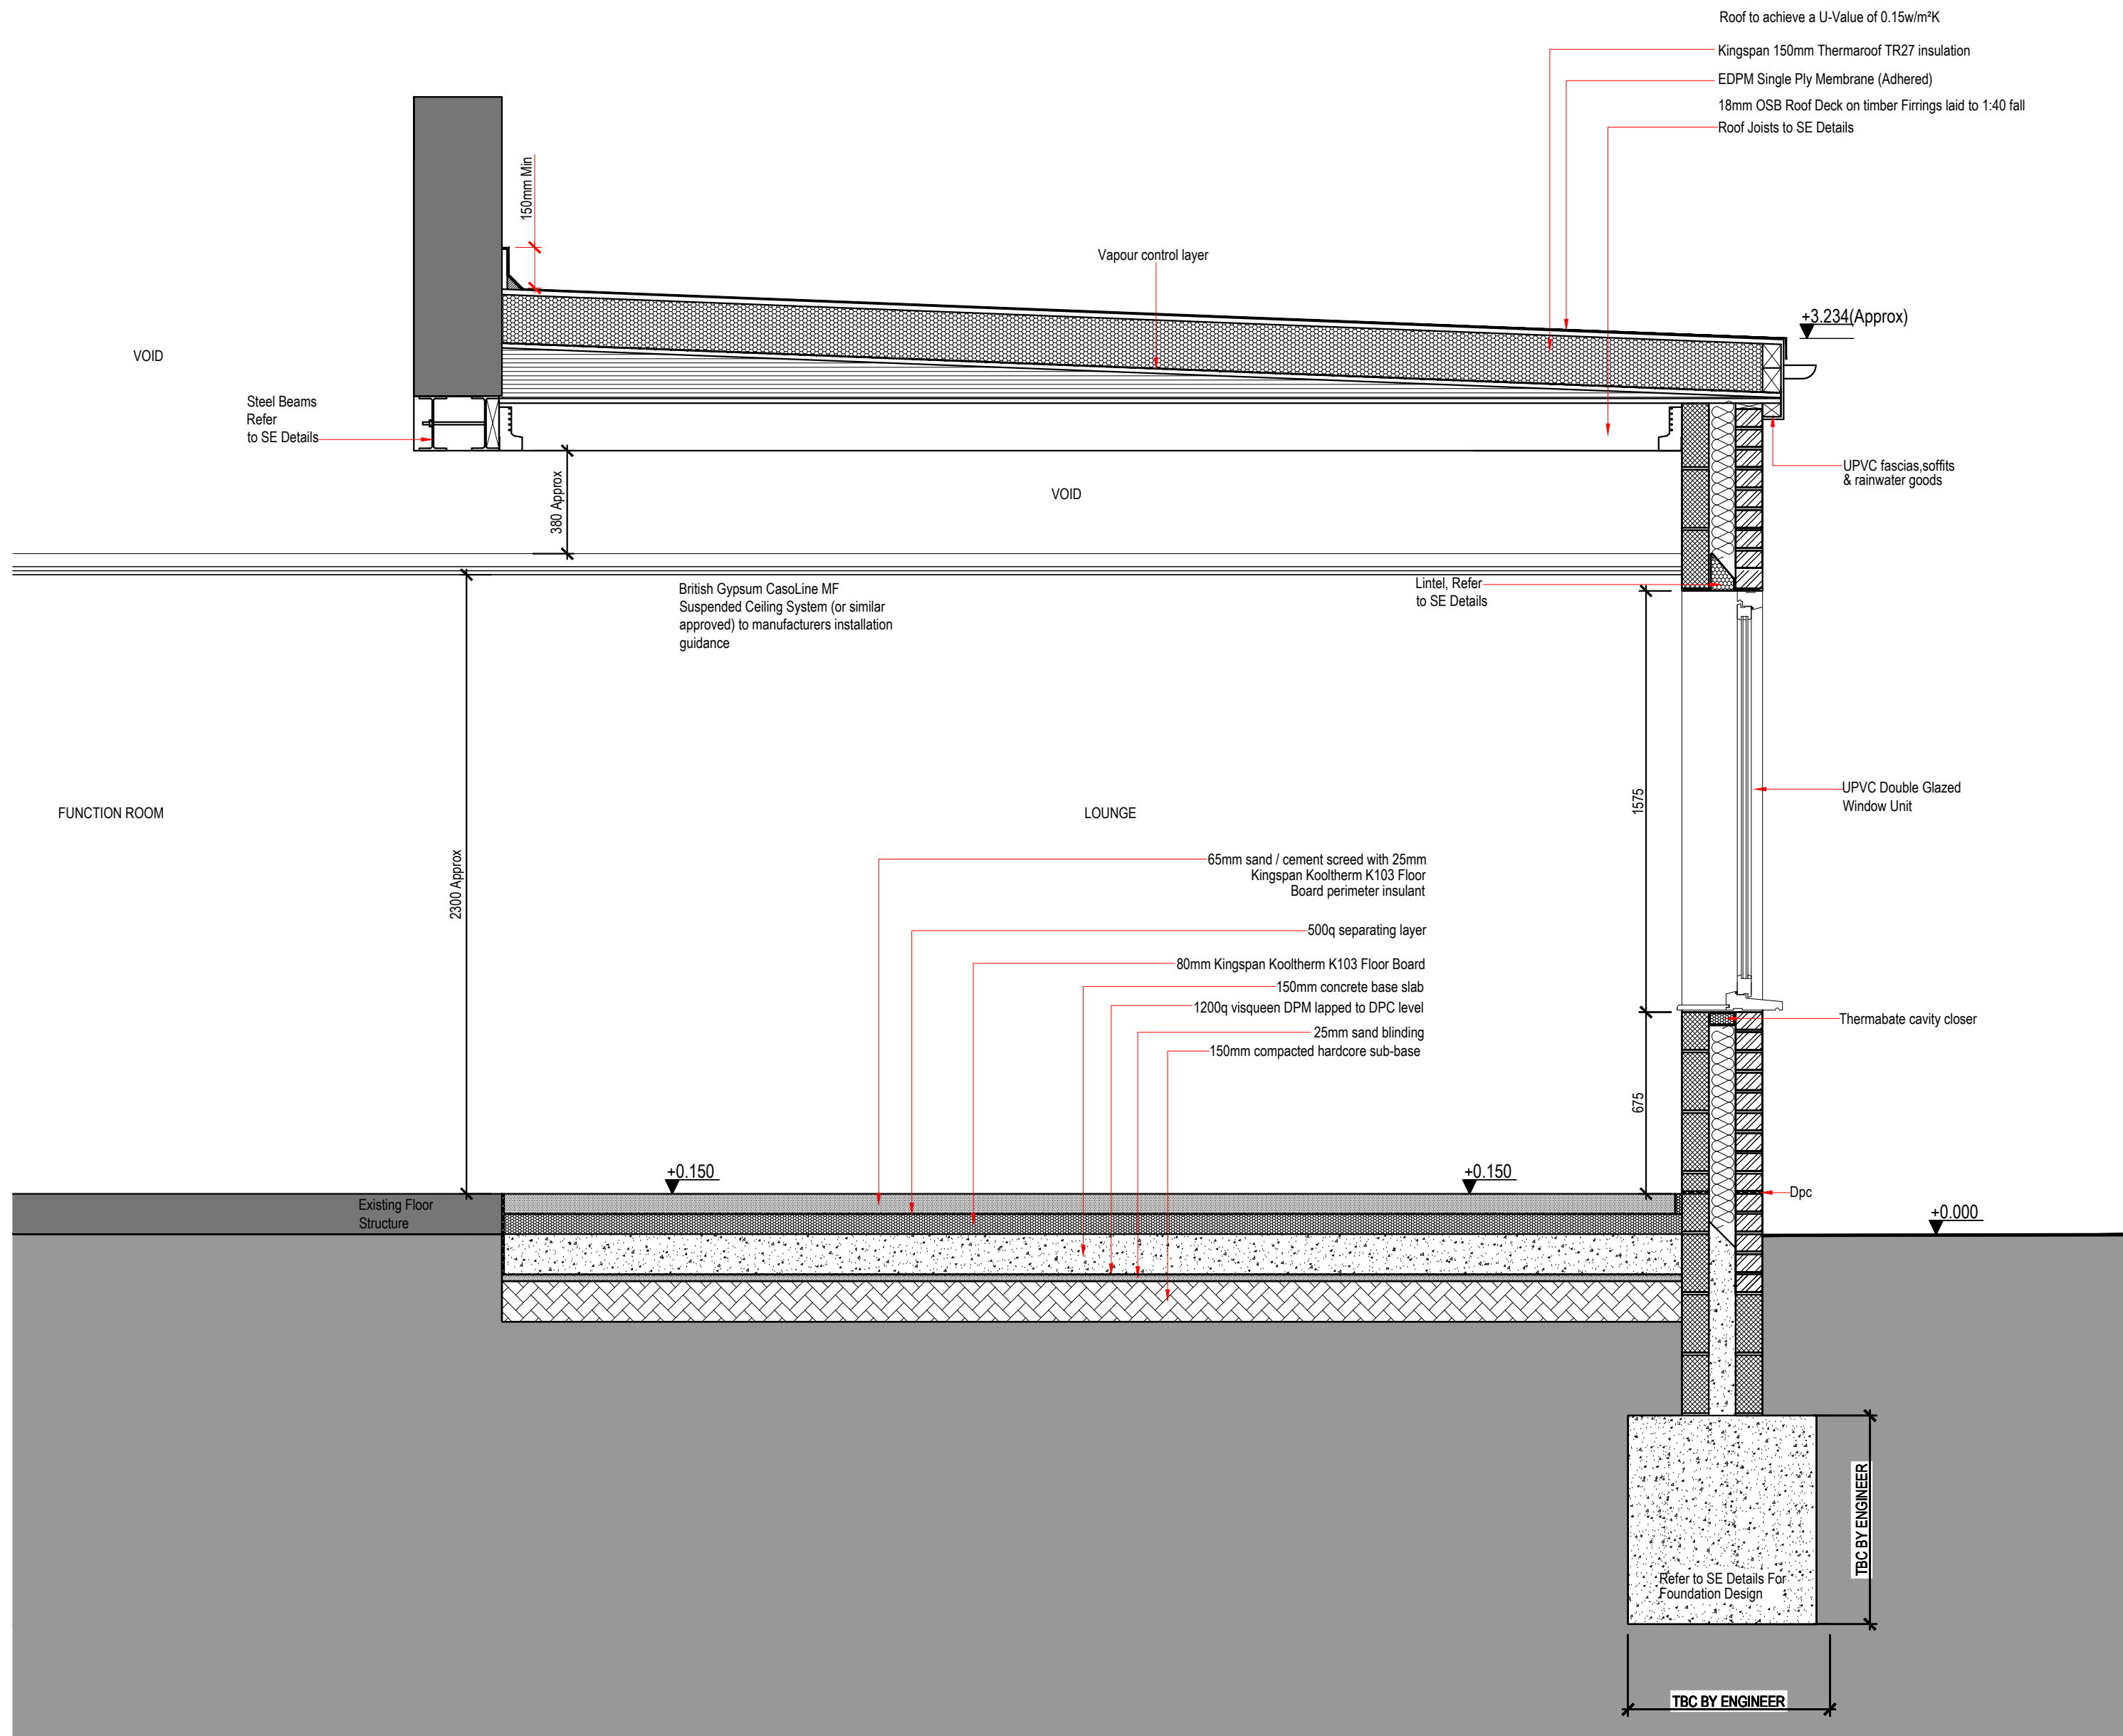 Roof to achieve a U-Value of 0.15w/m²K
Kingspan 150mm Thermaroof TR27 insulation
EDPM Single Ply Membrane (Adhered)
18mm OSB Roof Deck on timber Firrings laid to 1:40 fall
Roof Joists to SE Details
150mm Min
Vapour control layer
+3.234(Approx)
VOID
Steel Beams
Refer
to SE Details
UPVC fascias,soffits
& rainwater goods
380 Approx
VOID
British Gypsum CasoLine MF
Suspended Ceiling System (or similar
approved) to manufacturers installation
guidance
Lintel, Refer
to SE Details
1575
UPVC Double Glazed
Window Unit
FUNCTION ROOM
LOUNGE
2300 Approx
65mm sand / cement screed with 25mm
Kingspan Kooltherm K103 Floor
Board perimeter insulant
500q separating layer
80mm Kingspan Kooltherm K103 Floor Board
150mm concrete base slab
1200q visqueen DPM lapped to DPC level
25mm sand blinding
150mm compacted hardcore sub-base
Thermabate cavity closer
675
+0.150
+0.150
Dpc
Existing Floor
Structure
+0.000
TBC BY ENGINEER
Refer to SE Details For
Foundation Design
TBC BY ENGINEER